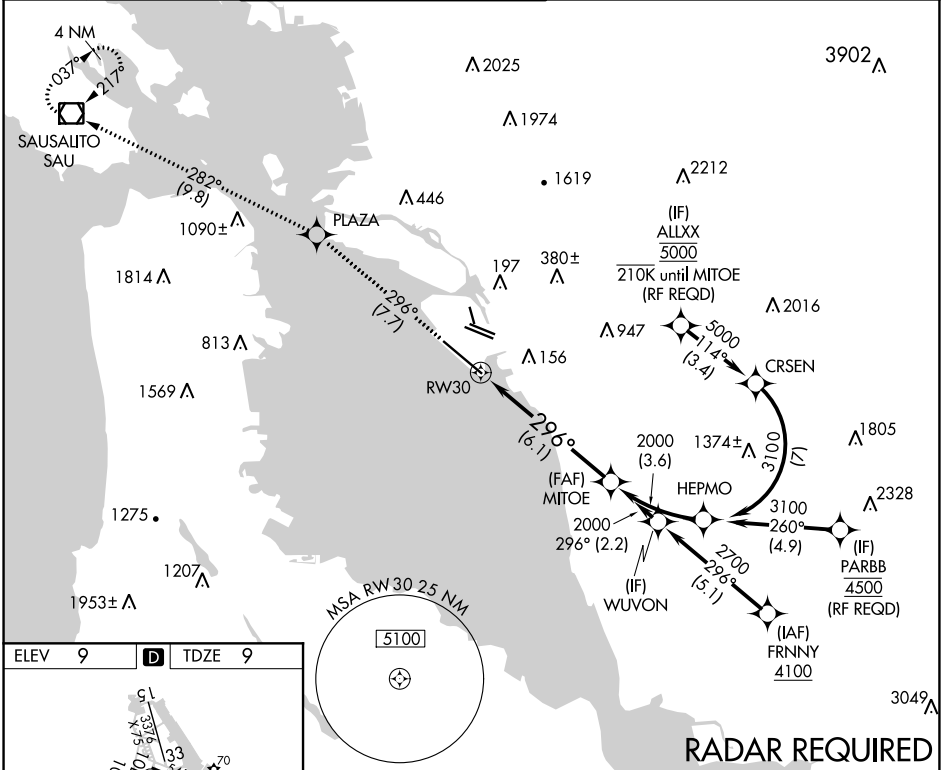 4 NM
037°
217°
SAUSALITO
SAU
282°
(9.8)
1090±
PLAZA
446
2025
1974
1619
3902
2212
(IF)
ALLXX
5000
210K until MITOE
(RF REQD)
1814
296°
(7.7)
197
380±
947
5000
114°
(3.4)
2016
CRSEN
813
156
RW30
1569
296°
(6.1)
2000
(3.6)
1374±
3100
(7)
1805
(FAF)
MITOE
HEPMO
2328
1275
2000
296° (2.2)
3100
260°
(4.9)
(IF)
PARBB
4500
(RF REQD)
(IF)
WUVON
2700
296°
(5.1)
1207
1953±
(IAF)
FRNNY
4100
MSA RW 30 25 NM
5100
3049
ELEV 9
D
TDZE 9
15
3376
X 75
33
70
RADAR REQUIRED